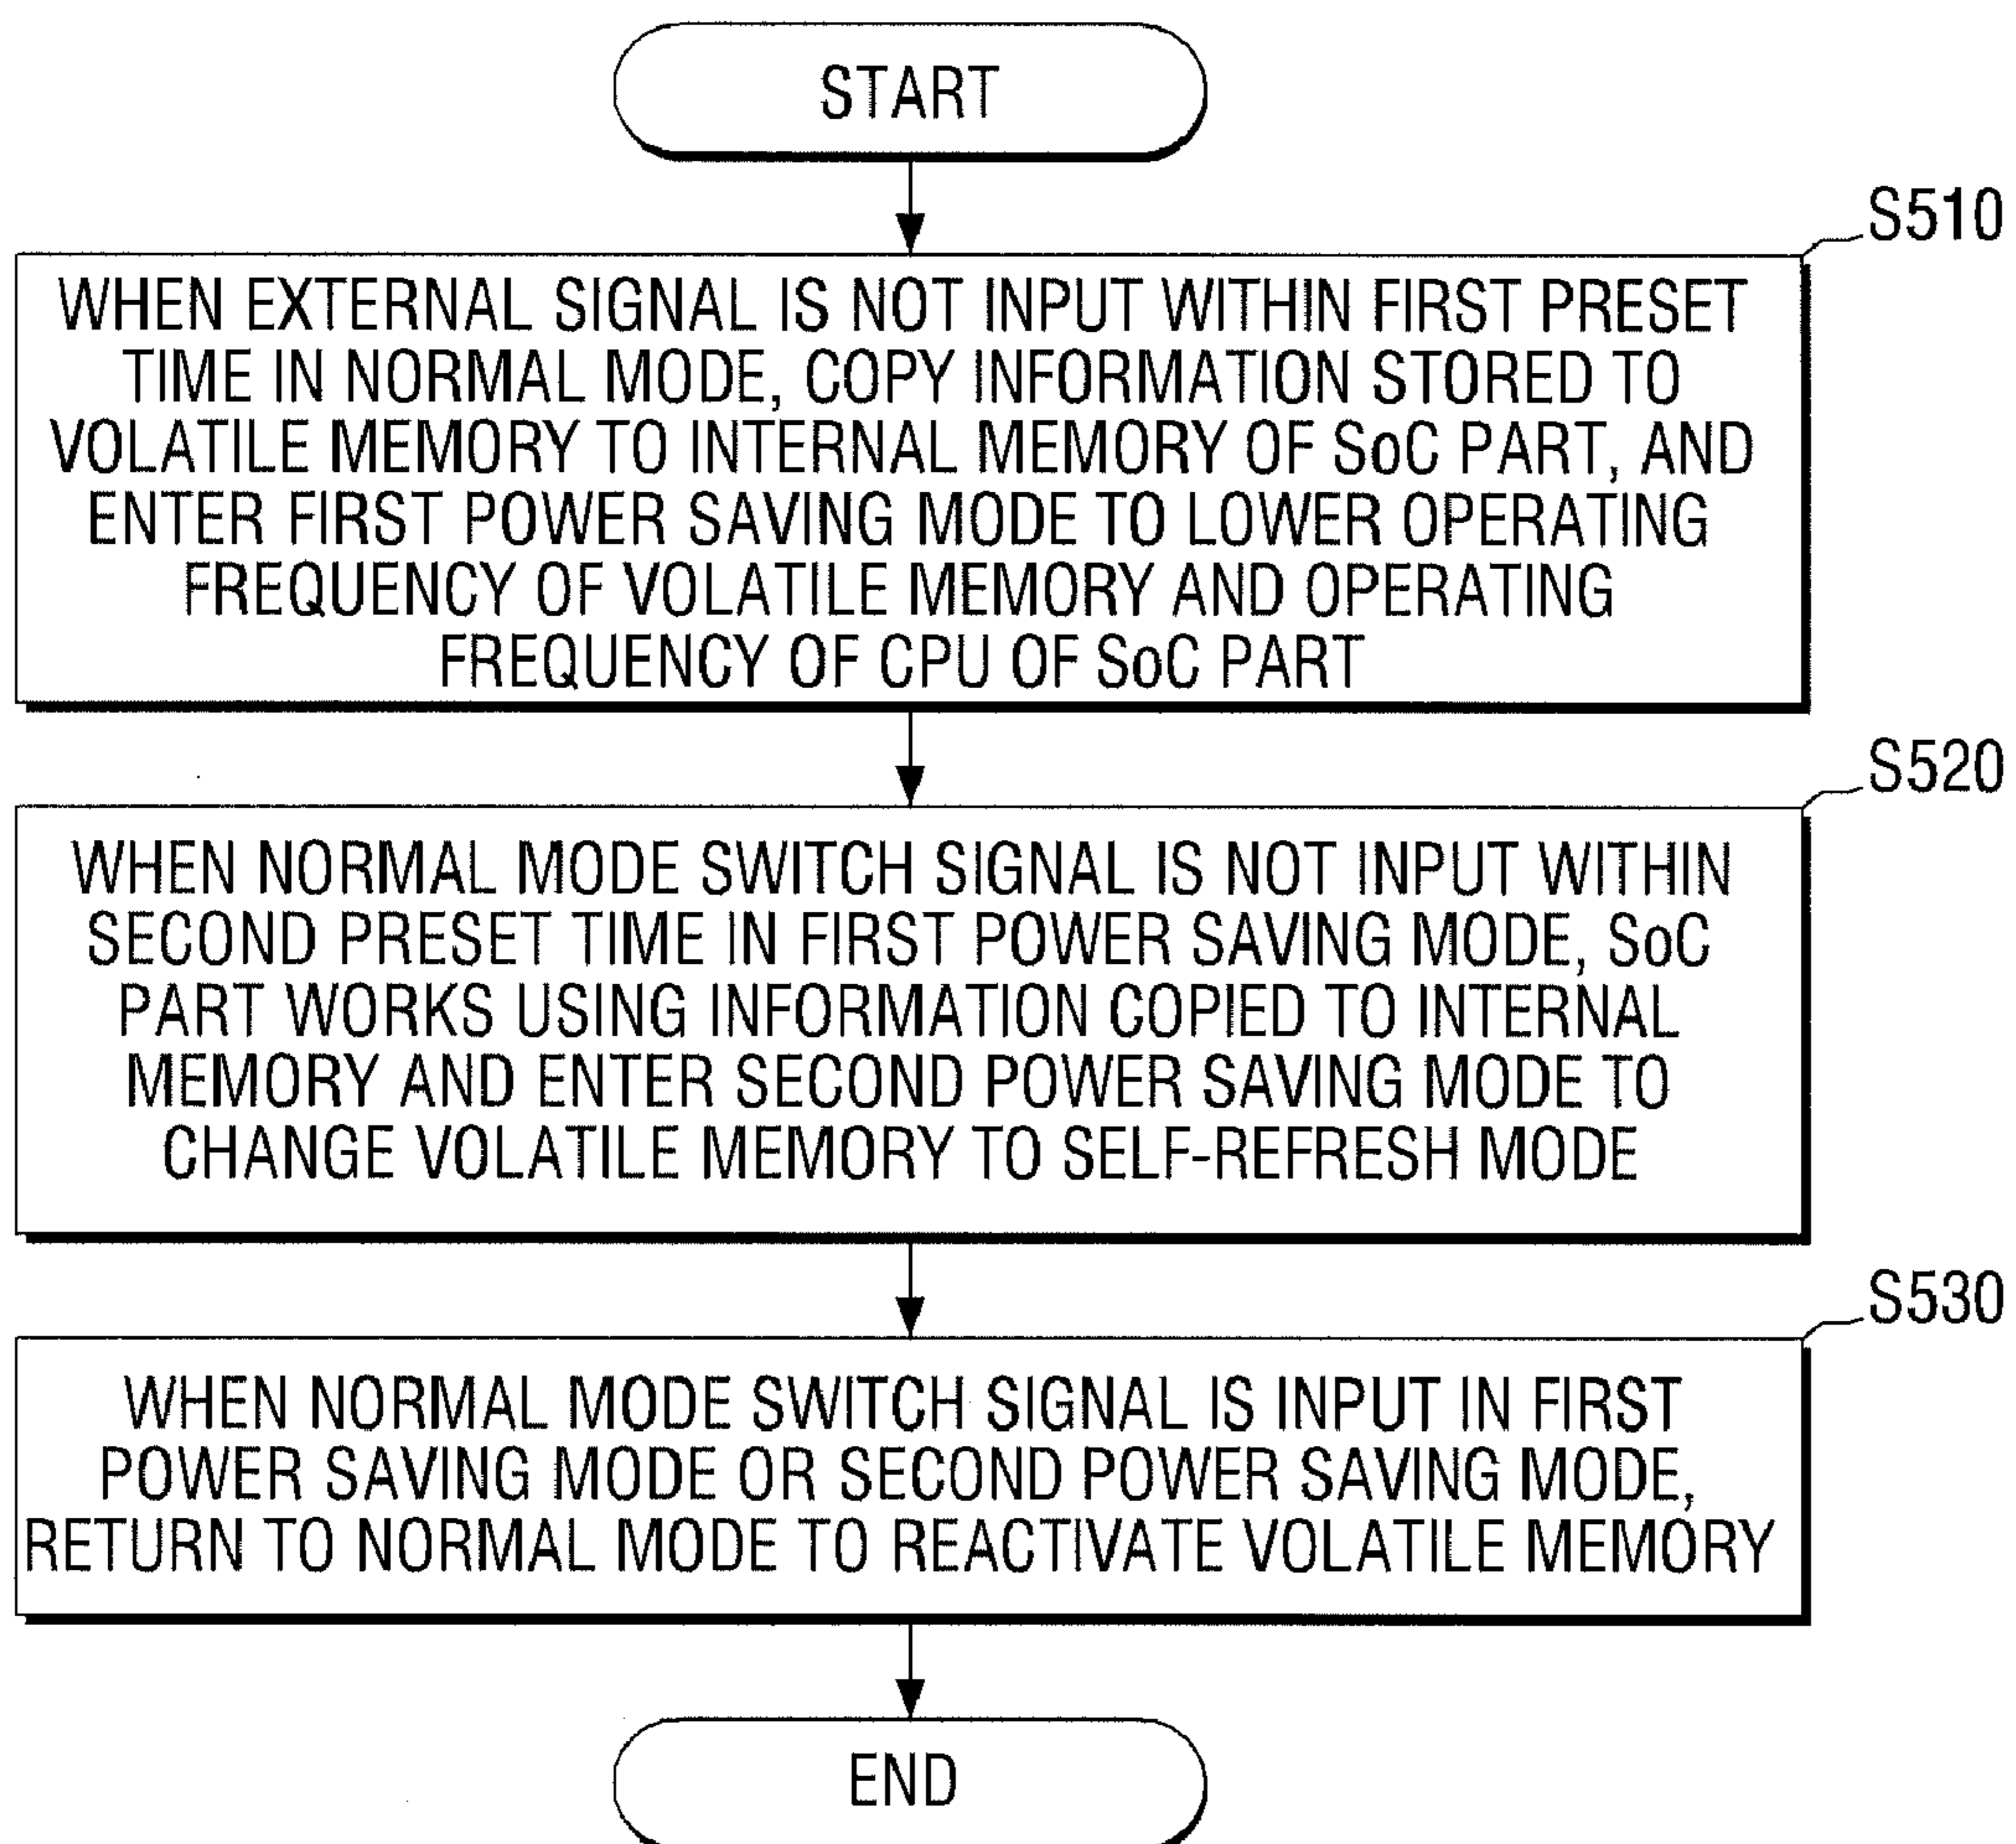 START
S510
WHEN EXTERNAL SIGNAL IS NOT INPUT WITHIN FIRST PRESET
TIME IN NORMAL MODE, COPY INFORMATION STORED TO
VOLATILE MEMORY TO INTERNAL MEMORY OF SoC PART, AND
ENTER FIRST POWER SAVING MODE TO LOWER OPERATING
FREQUENCY OF VOLATILE MEMORY AND OPERATING
FREQUENCY OF CPU OF SoC PART
S520
WHEN NORMAL MODE SWITCH SIGNAL IS NOT INPUT WITHIN
SECOND PRESET TIME IN FIRST POWER SAVING MODE, SoC
PART WORKS USING INFORMATION COPIED TO INTERNAL
MEMORY AND ENTER SECOND POWER SAVING MODE TO
CHANGE VOLATILE MEMORY TO SELF-REFRESH MODE
S530
WHEN NORMAL MODE SWITCH SIGNAL IS INPUT IN FIRST
POWER SAVING MODE OR SECOND POWER SAVING MODE,
RETURN TO NORMAL MODE TO REACTIVATE VOLATILE MEMORY
END